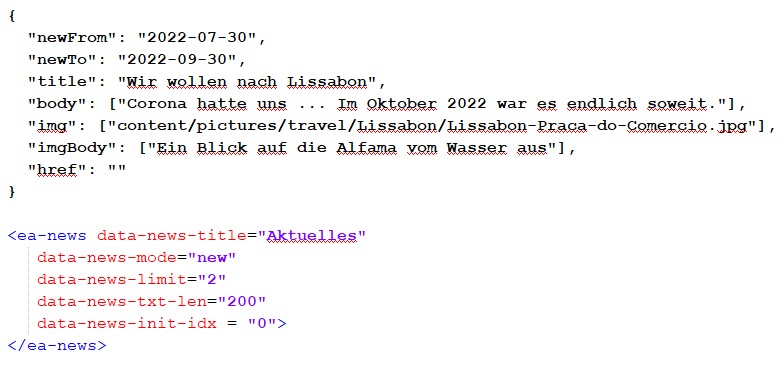 {
  "newFrom": "2022-07-30",
  "newTo": "2022-09-30",
  "title": "Wir wollen nach Lissabon",
  "body": ["Corona hatte uns ... Im Oktober 2022 war es endlich soweit."],
  "img": ["content/pictures/travel/Lissabon/Lissabon-Praca-do-Comercio.jpg"],
  "imgBody": ["Ein Blick auf die Alfama vom Wasser aus"],
  "href": ""
}
<ea-news data-news-title="Aktuelles"
   data-news-mode="new"
   data-news-limit="2"
   data-news-txt-len="200"
   data-news-init-idx = "0">
</ea-news>